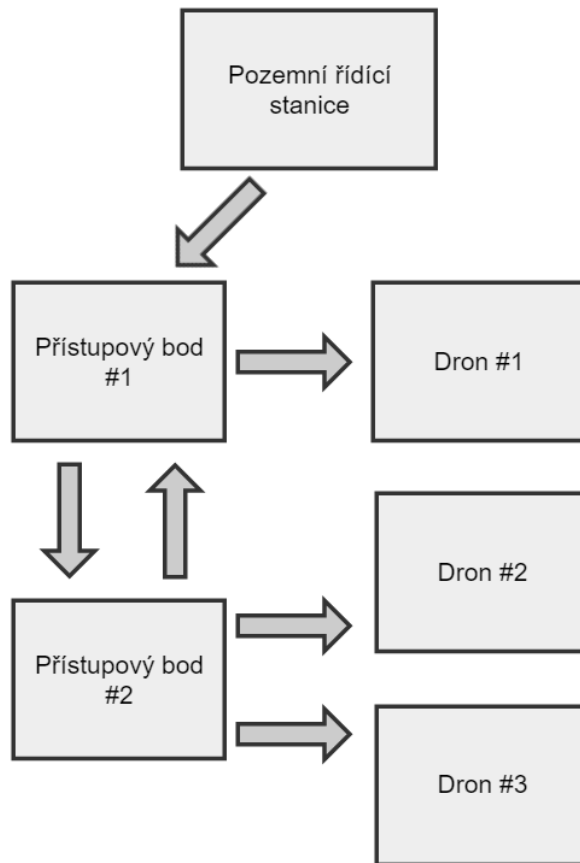 Pozemní řídící
stanice
Přístupový bod
#1
Dron #1
Dron #2
Přístupový bod
#2
Dron #3